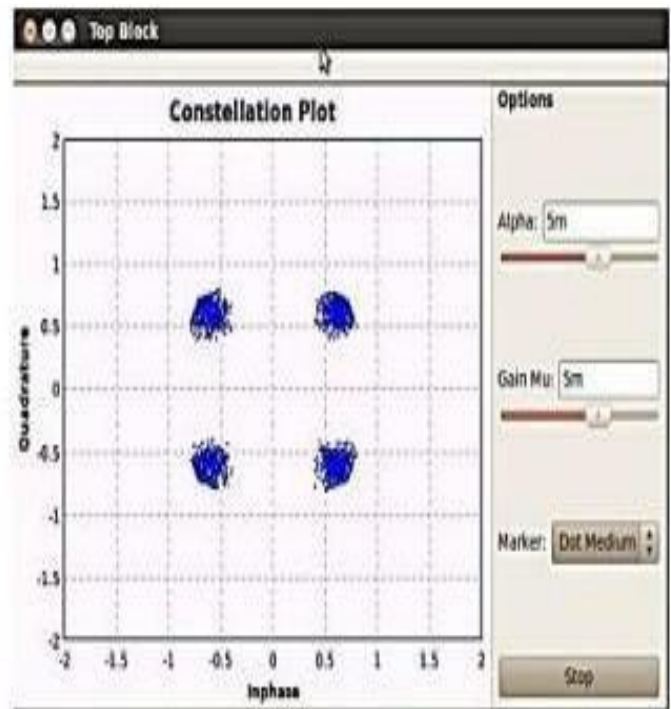 Top Block
Constellation Plot
Options
2
1.5
1
0.5
0
-0.5
-1
-1.5
-2
Quadrature
-2 -1.5 -1 -0.5 0 0.5 1 1.5 2
Inphase
Alpha: 5m
Gain Mu: 5m
Marker: Dot Medium
Stop